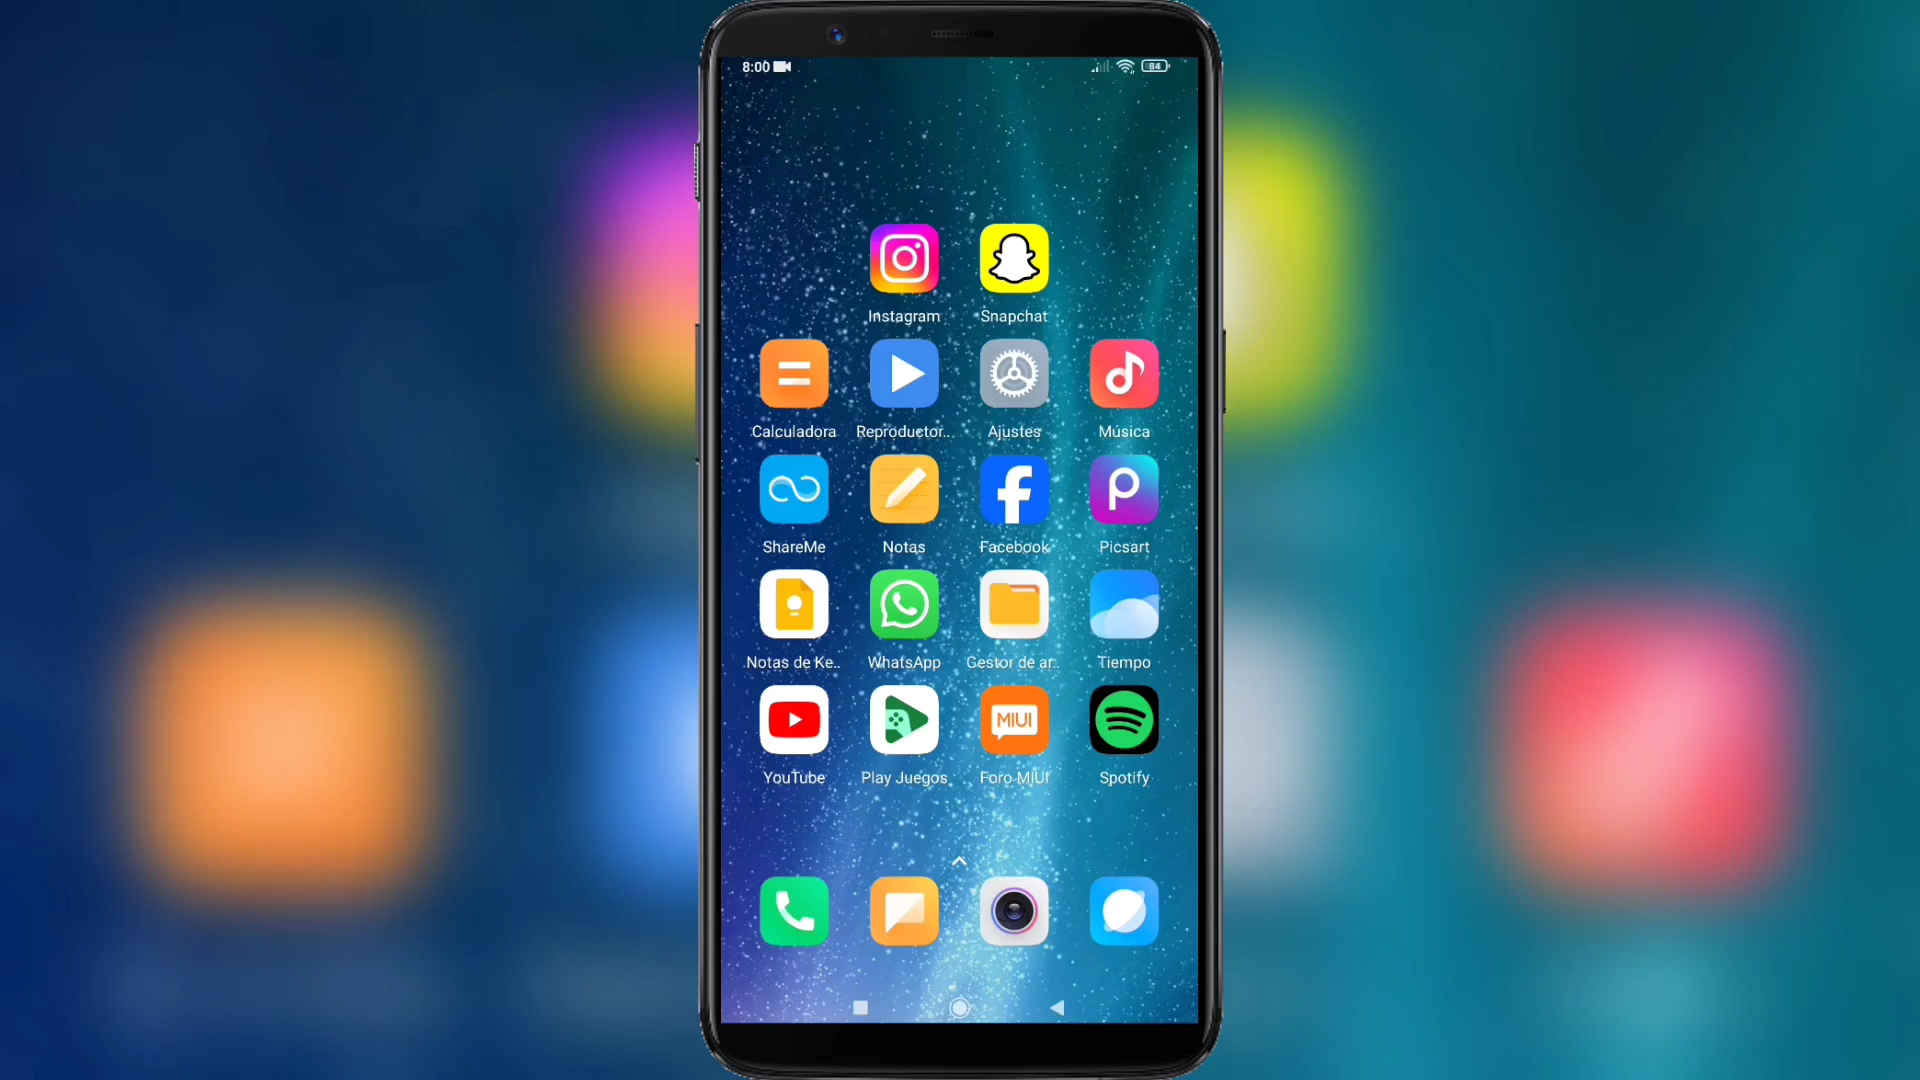 8:00 84
Instagram Snapchat
Calculadora Reproductor... Ajustes Música
ShareMe Notas Facebook Picsart
Notas de Ke... WhatsApp Gestor de ar... Tiempo
MIUI
YouTube Play Juegos Foro MIUI Spotify